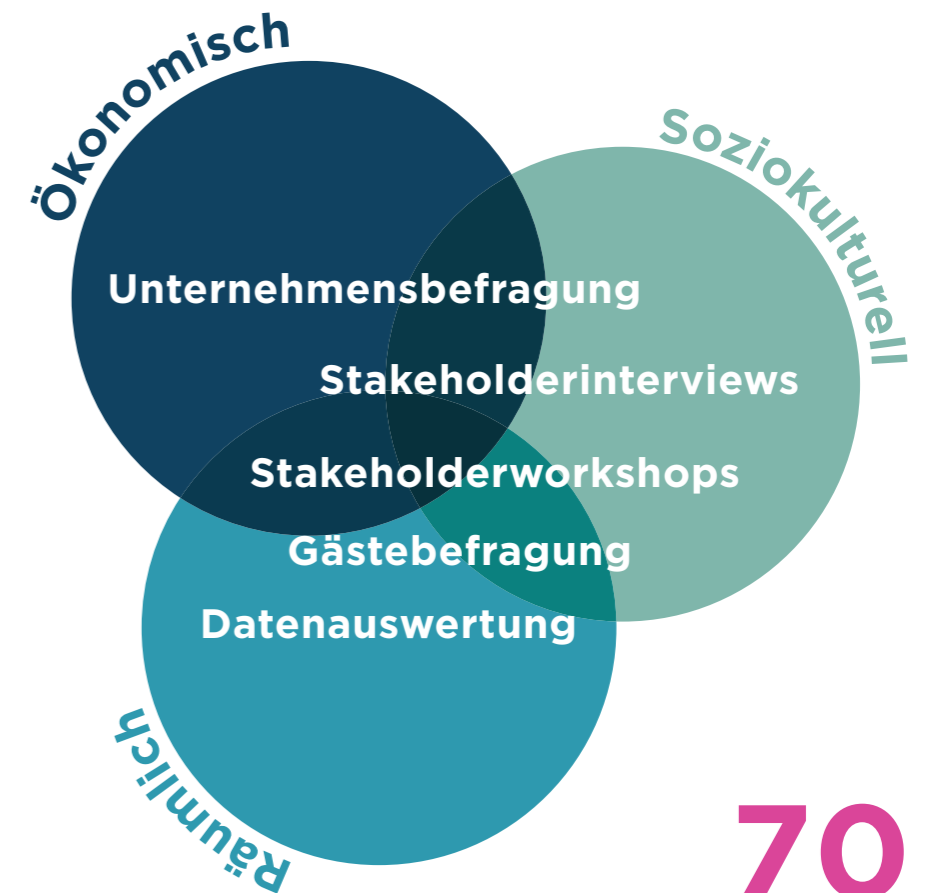 Ökonomisch
Soziokulturell
Unternehmensbefragung
Stakeholderinterviews
Stakeholderworkshops
Gästebefragung
Datenauswertung
Räumlich
70